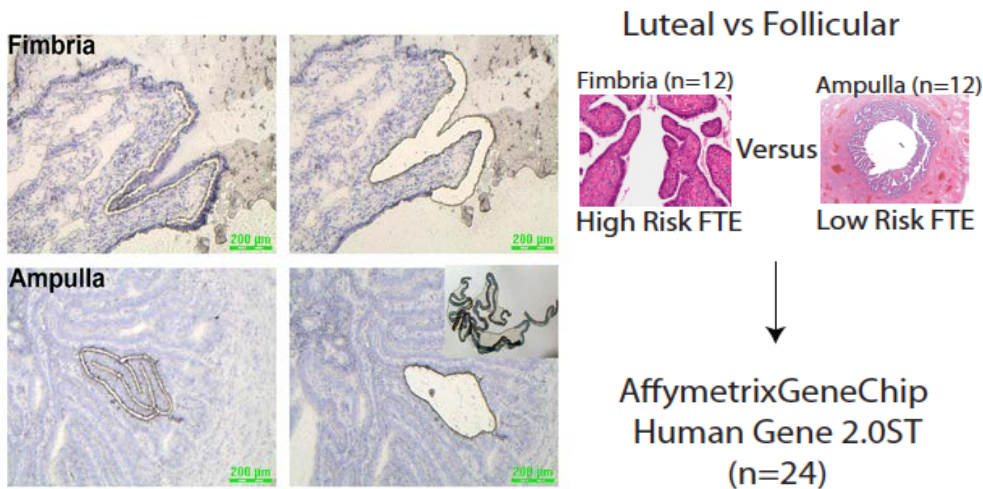 Fimbria
200 µm
200 µm
Ampulla
200 µm
200 µm
Luteal vs Follicular
Fimbria (n=12)
Ampulla (n=12)
Versus
High Risk FTE
Low Risk FTE
AffymetrixGeneChip
Human Gene 2.0ST
(n=24)